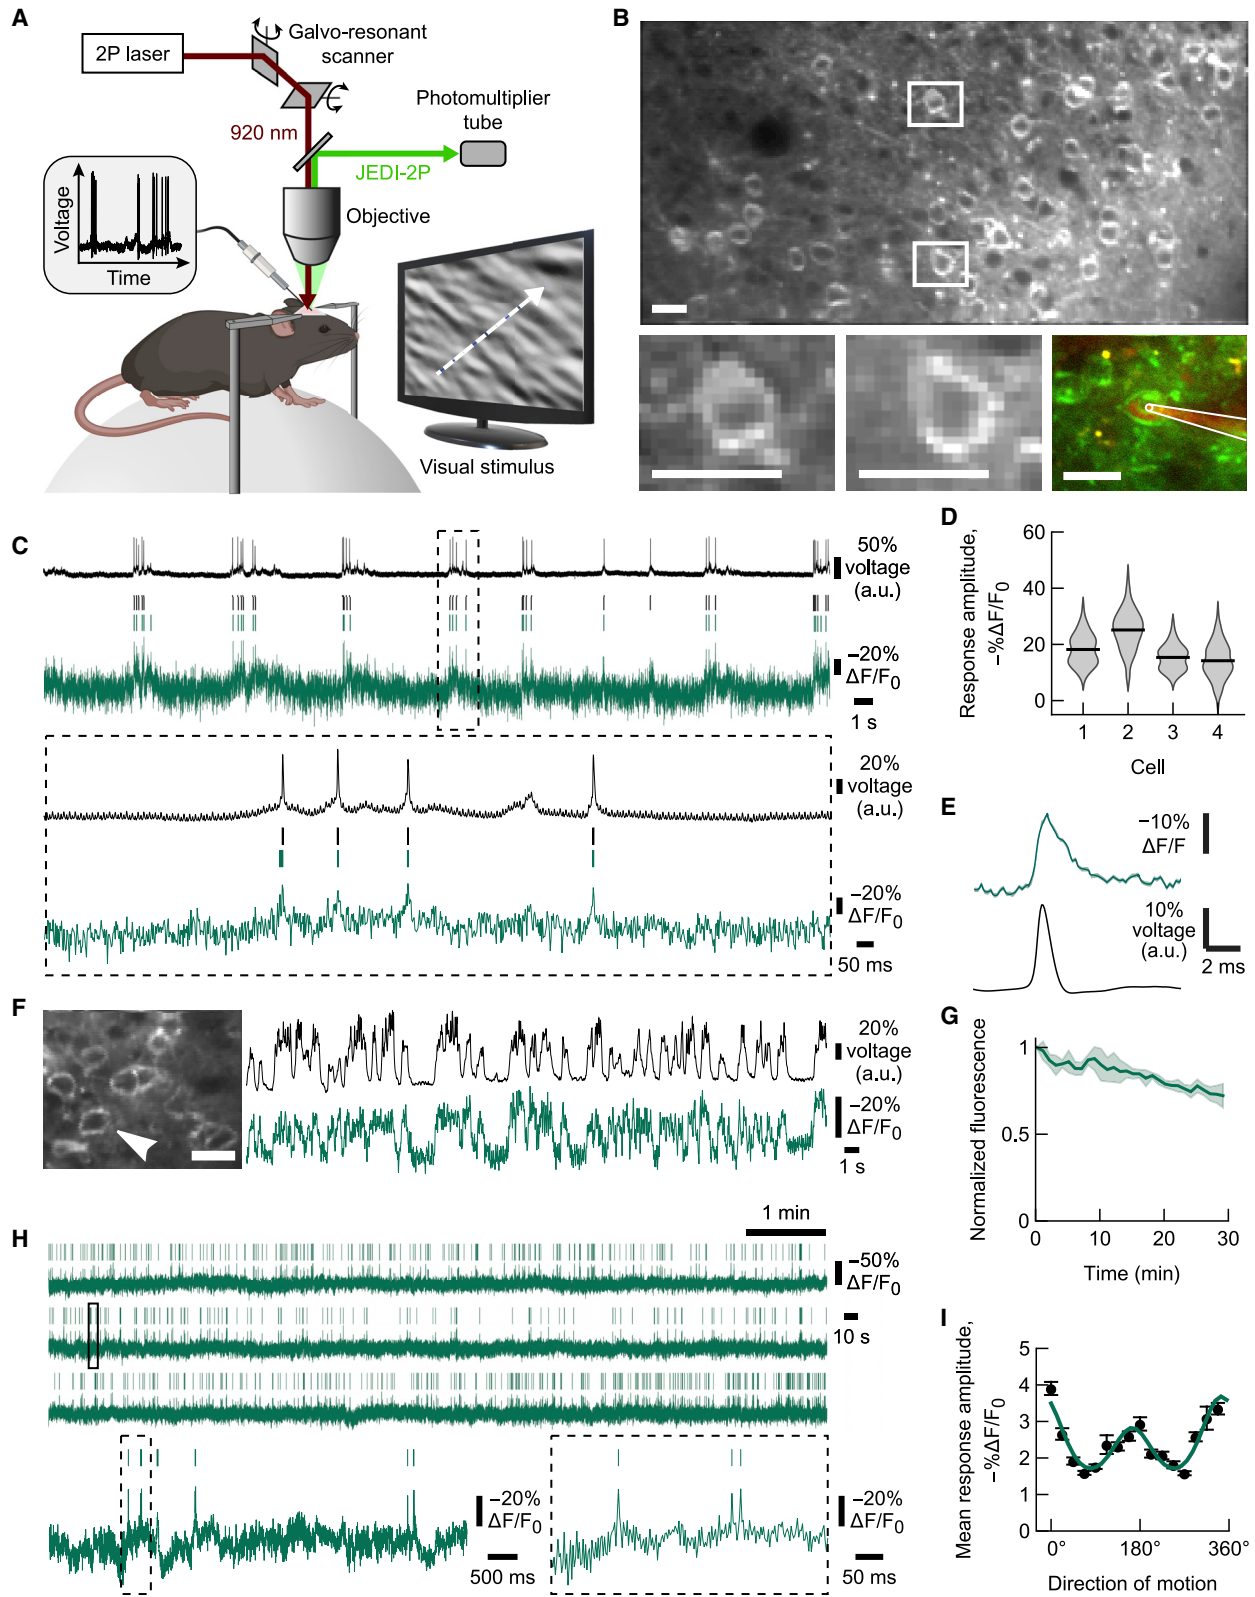 A
2P laser
Galvo-resonant
scanner
920 nm
Photomultiplier
tube
JEDI-2P
Objective
Voltage
Time
Visual stimulus
B
C
50%
voltage
(a.u.)
−20%
ΔF/F0
1 s
20%
voltage
(a.u.)
−20%
ΔF/F0
50 ms
D
Response amplitude,
-%ΔF/F0
60
40
20
0
1 2 3 4
Cell
E
−10%
ΔF/F
10%
voltage
(a.u.)
2 ms
F
20%
voltage
(a.u.)
−20%
ΔF/F0
1 s
G
Normalized fluorescence
1
0.5
0
0 10 20 30
Time (min)
H
1 min
−50%
ΔF/F0
10 s
−20%
ΔF/F0
500 ms
−20%
ΔF/F0
50 ms
I
Mean response amplitude,
-%ΔF/F0
5
4
3
2
1
0
0° 180° 360°
Direction of motion